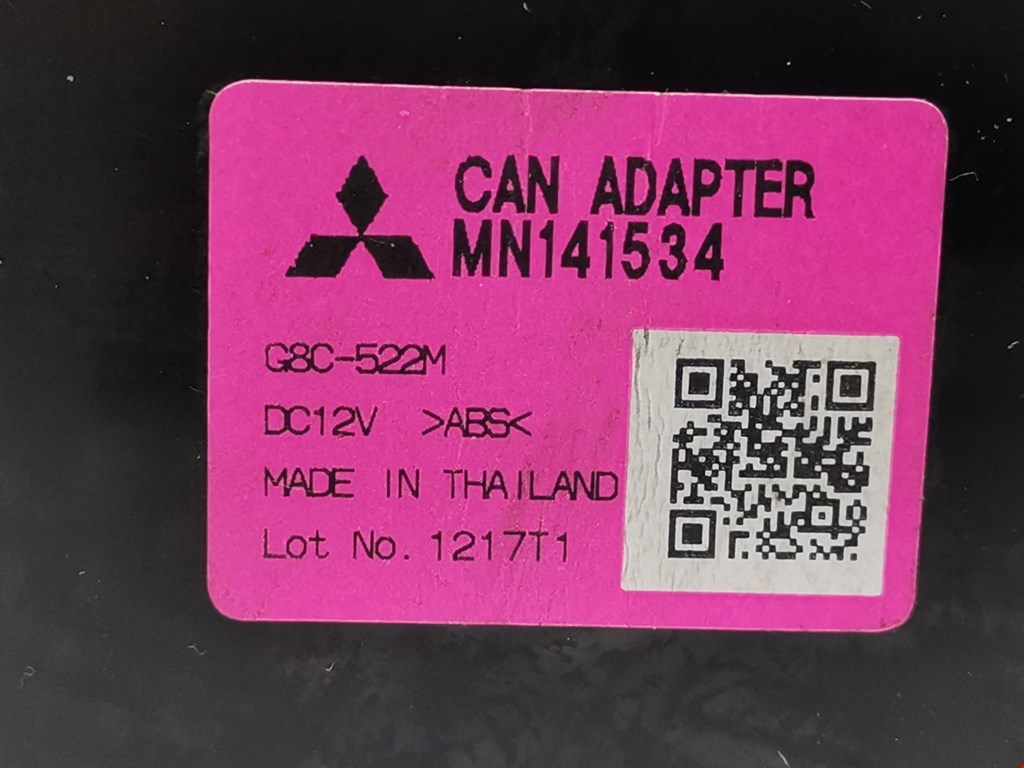 CAN ADAPTER
MN141534
G8C-522M
DC12V >ABS<
MADE IN THAILAND
Lot No. 1217T1